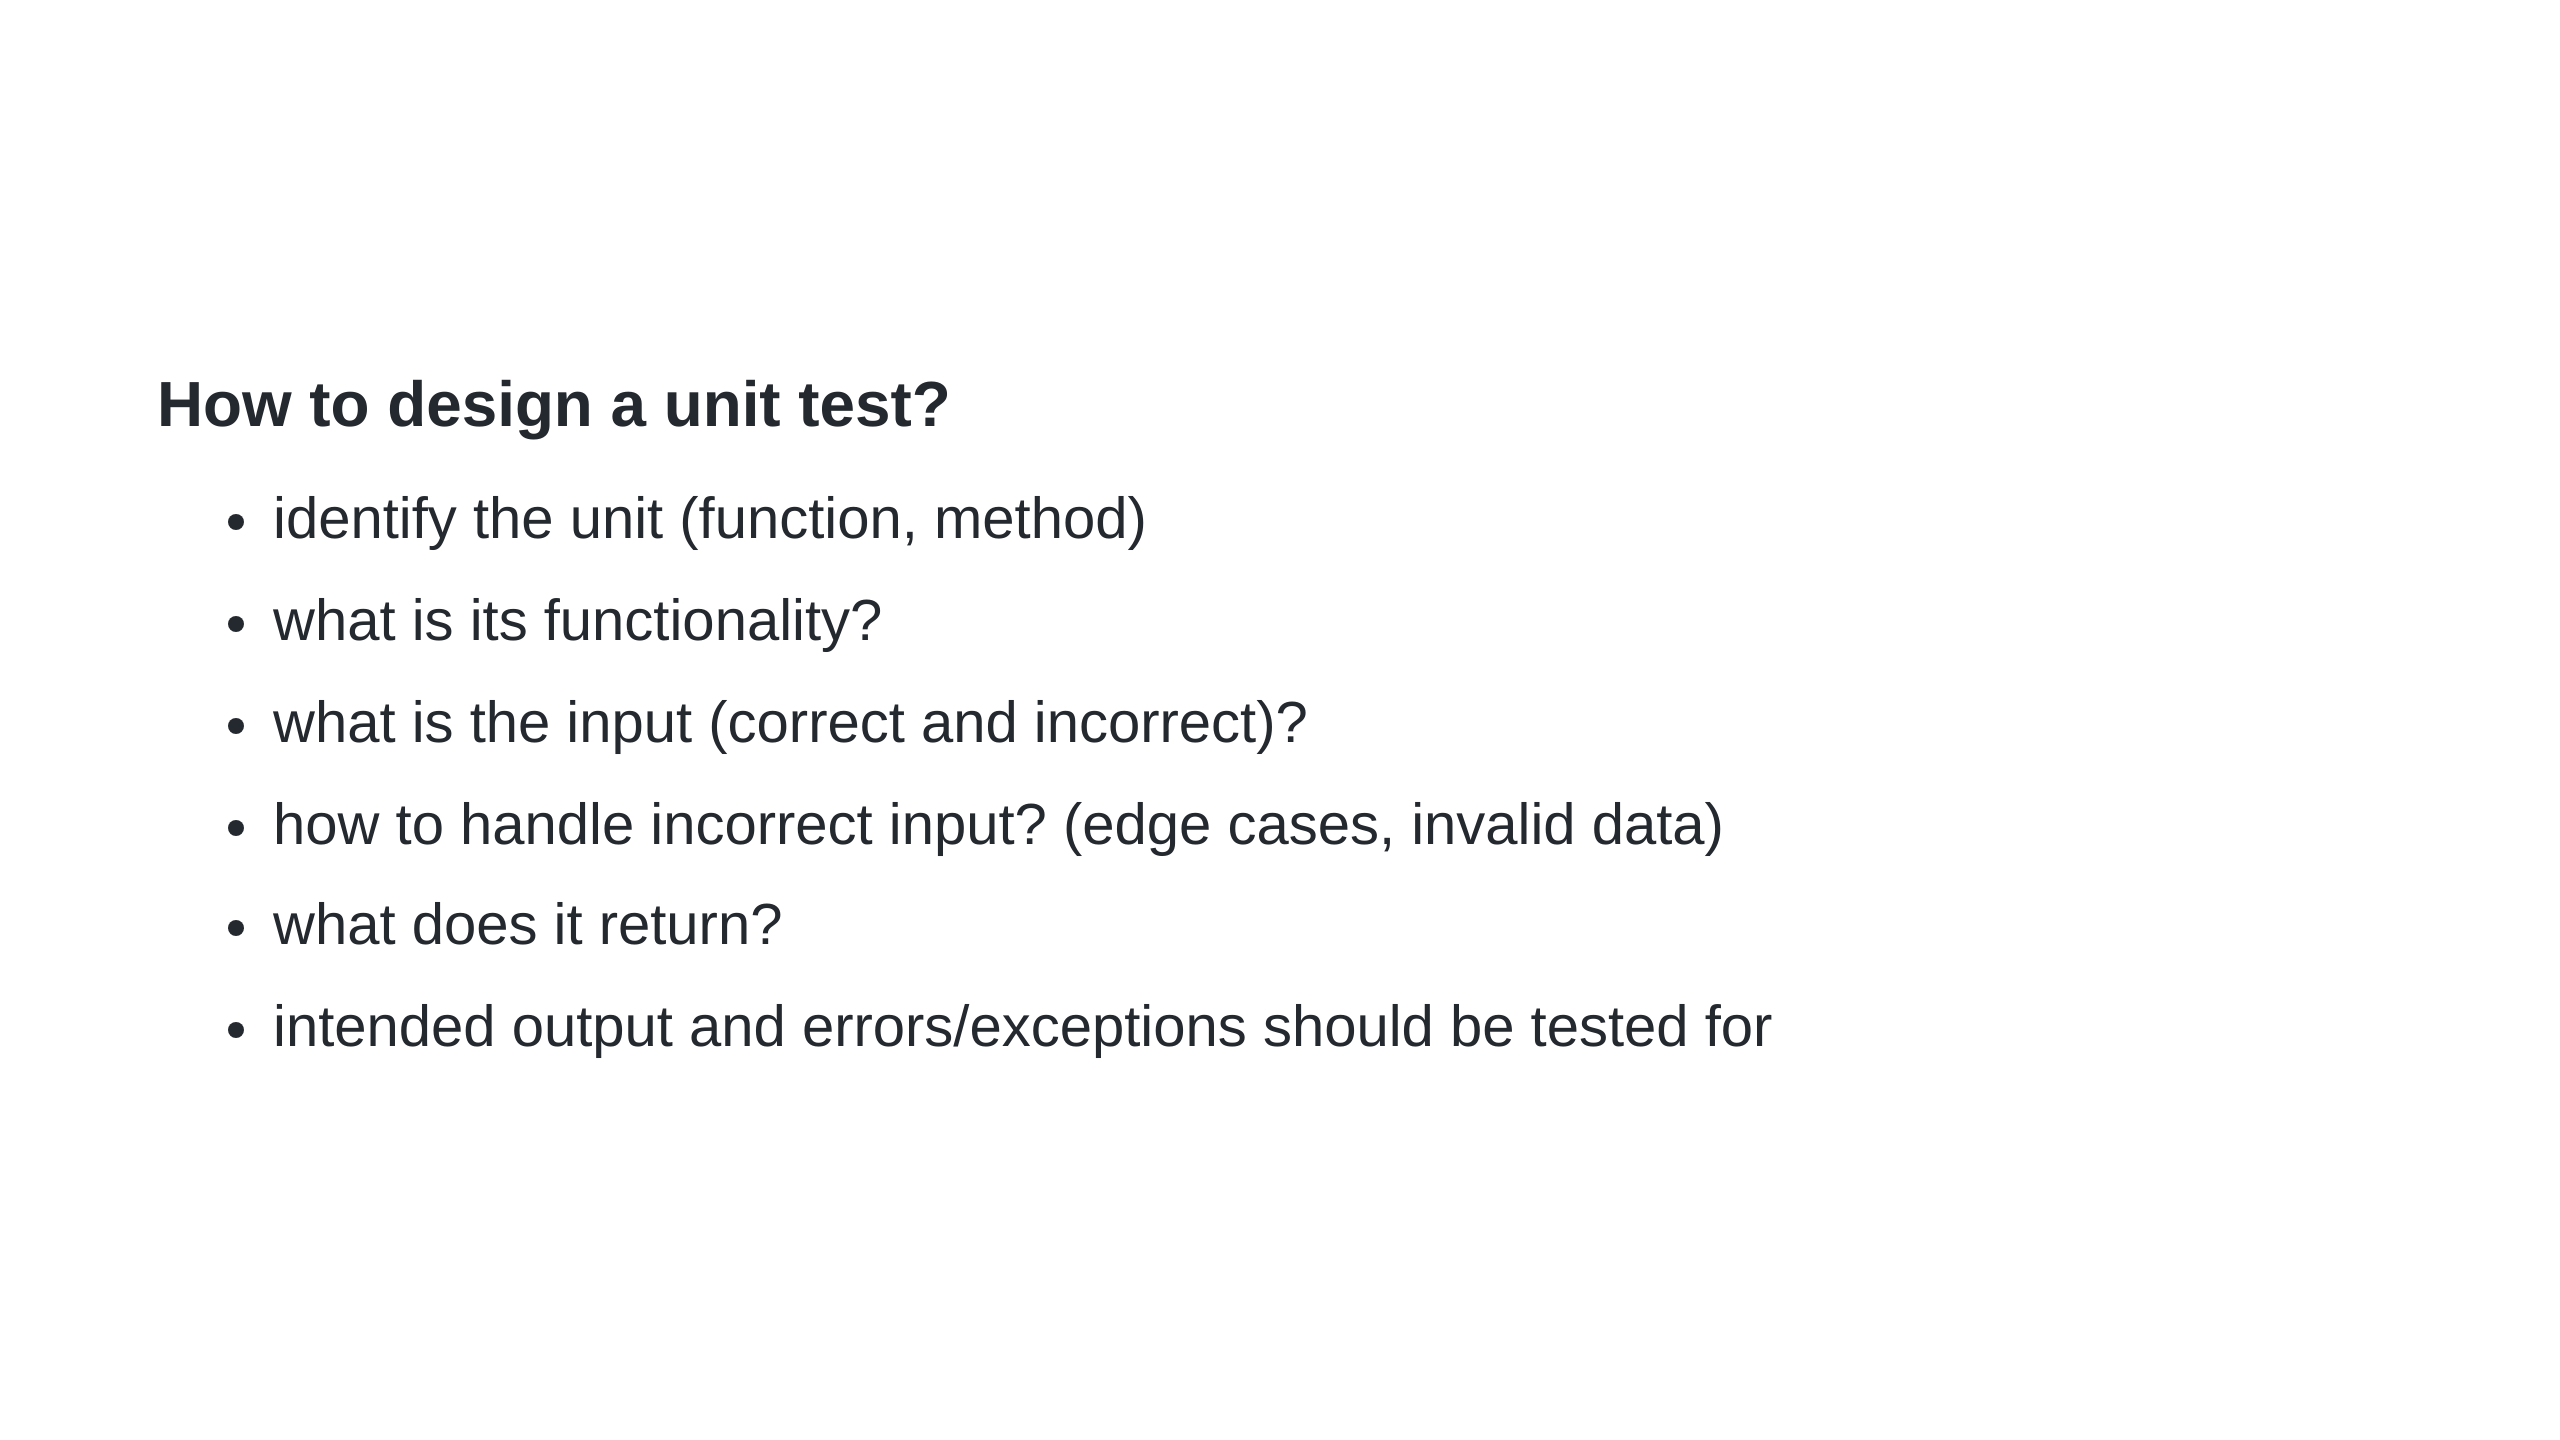 How to design a unit test?
• identify the unit (function, method)
• what is its functionality?
• what is the input (correct and incorrect)?
• how to handle incorrect input? (edge cases, invalid data)
• what does it return?
• intended output and errors/exceptions should be tested for